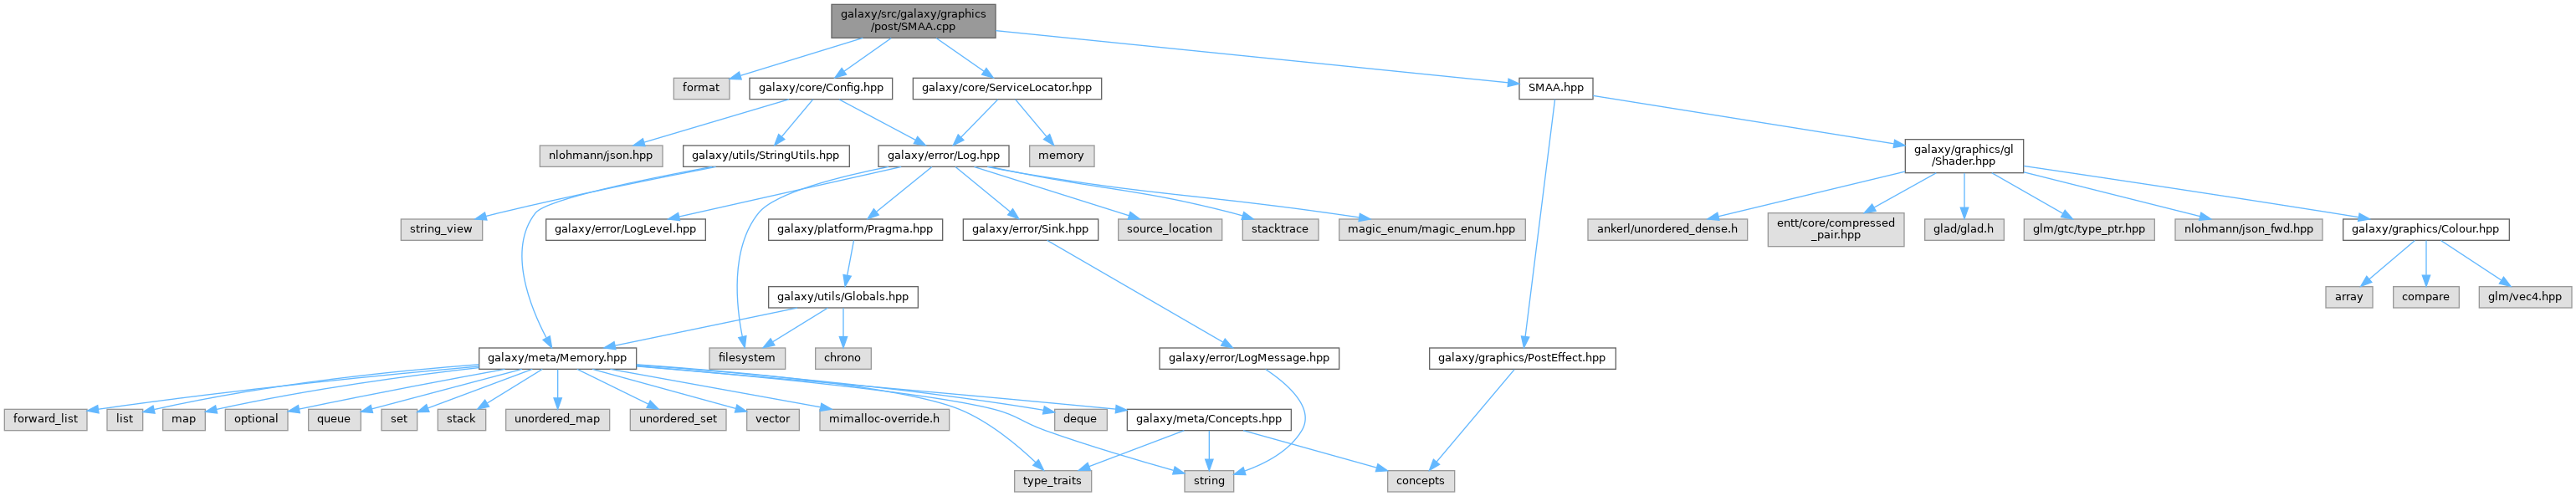 galaxy/src/galaxy/graphics
/post/SMAA.cpp
format
galaxy/core/Config.hpp
galaxy/core/ServiceLocator.hpp
SMAA.hpp
nlohmann/json.hpp
galaxy/utils/StringUtils.hpp
galaxy/error/Log.hpp
memory
galaxy/graphics/gl
/Shader.hpp
string_view
galaxy/error/LogLevel.hpp
galaxy/platform/Pragma.hpp
galaxy/error/Sink.hpp
source_location
stacktrace
magic_enum/magic_enum.hpp
ankerl/unordered_dense.h
entt/core/compressed
_pair.hpp
glad/glad.h
glm/gtc/type_ptr.hpp
nlohmann/json_fwd.hpp
galaxy/graphics/Colour.hpp
galaxy/utils/Globals.hpp
array
compare
glm/vec4.hpp
galaxy/meta/Memory.hpp
filesystem
chrono
galaxy/error/LogMessage.hpp
galaxy/graphics/PostEffect.hpp
forward_list
list
map
optional
queue
set
stack
unordered_map
unordered_set
vector
mimalloc-override.h
deque
galaxy/meta/Concepts.hpp
type_traits
string
concepts